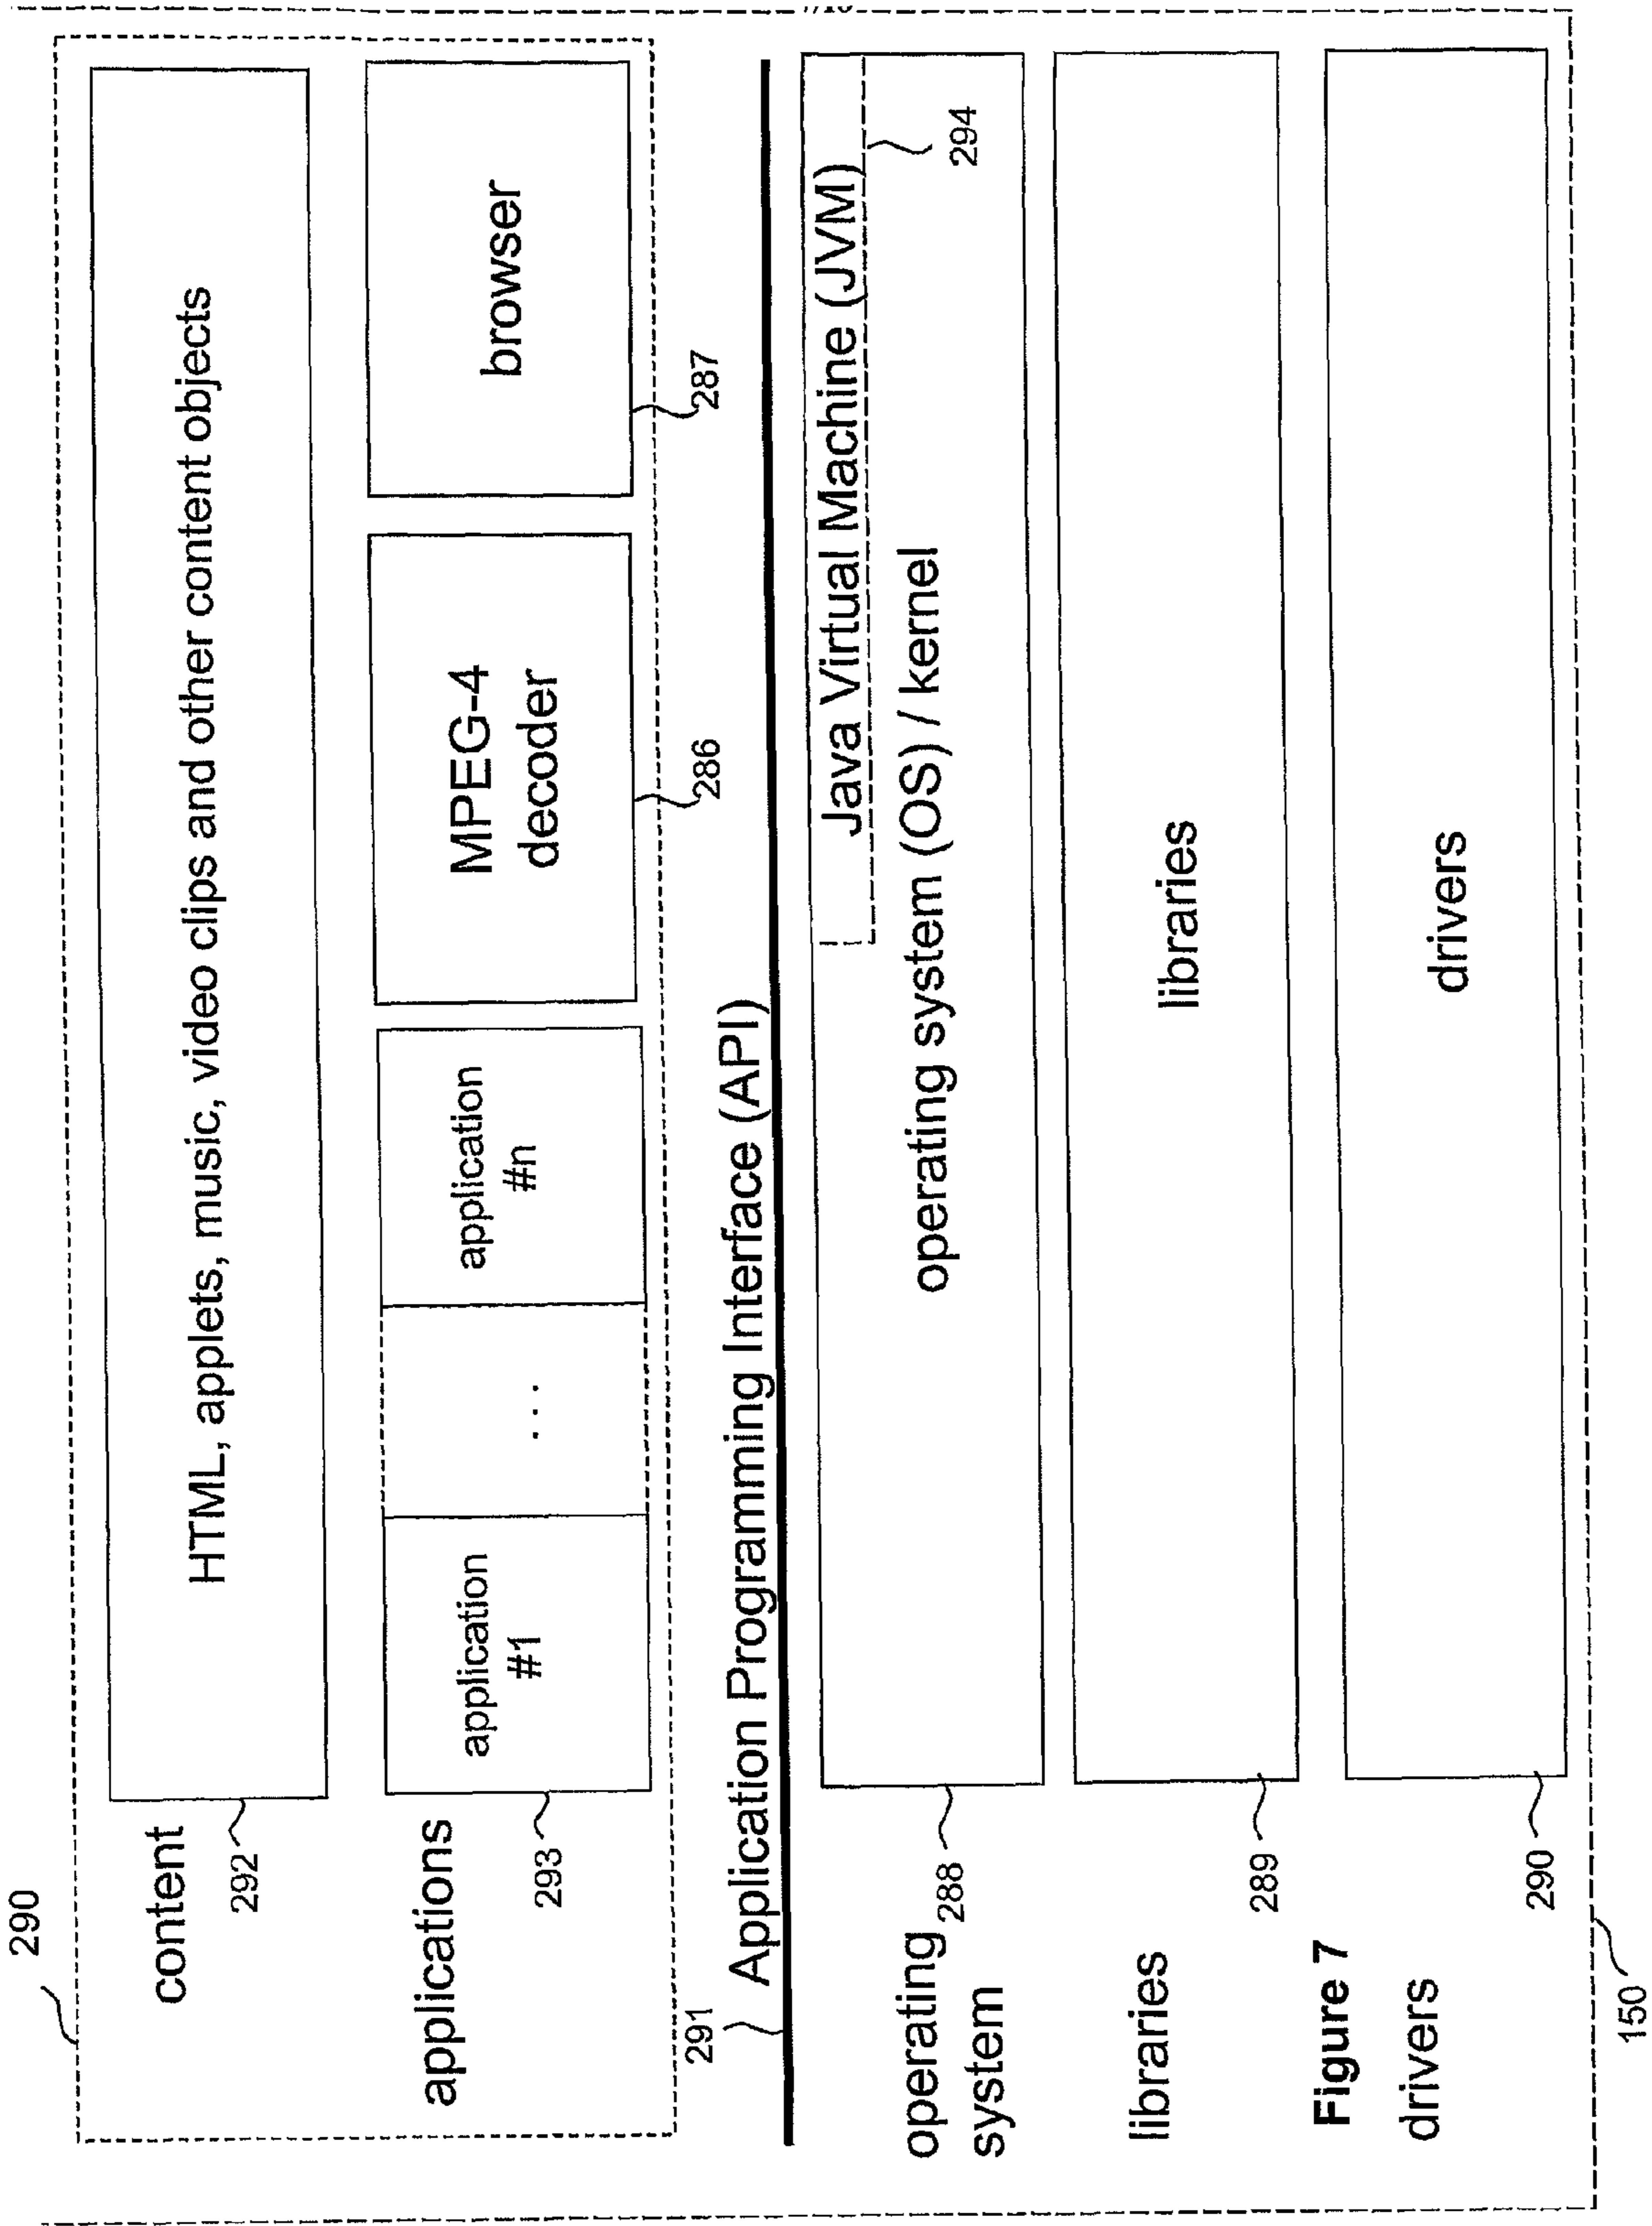 290
content
292
HTML, applets, music, video clips and other content objects
applications
293
application
#1
. . .
application
#n
MPEG-4
decoder
286
browser
287
291
Application Programming Interface (API)
Java Virtual Machine (JVM)
294
operating
system
288
operating system (OS) / kernel
libraries
289
libraries
Figure 7
drivers
290
drivers
150